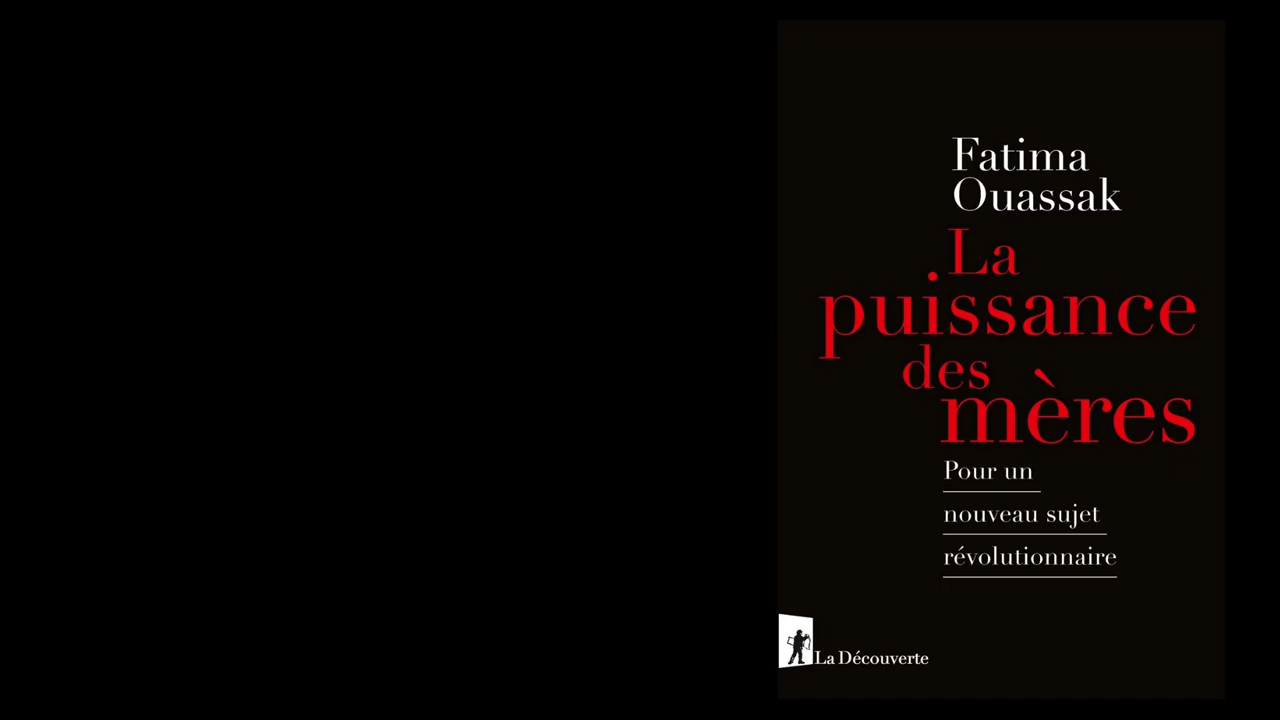 Fatima
Ouassak
La
puissance
des
mères
Pour un
nouveau sujet
révolutionnaire
La Découverte